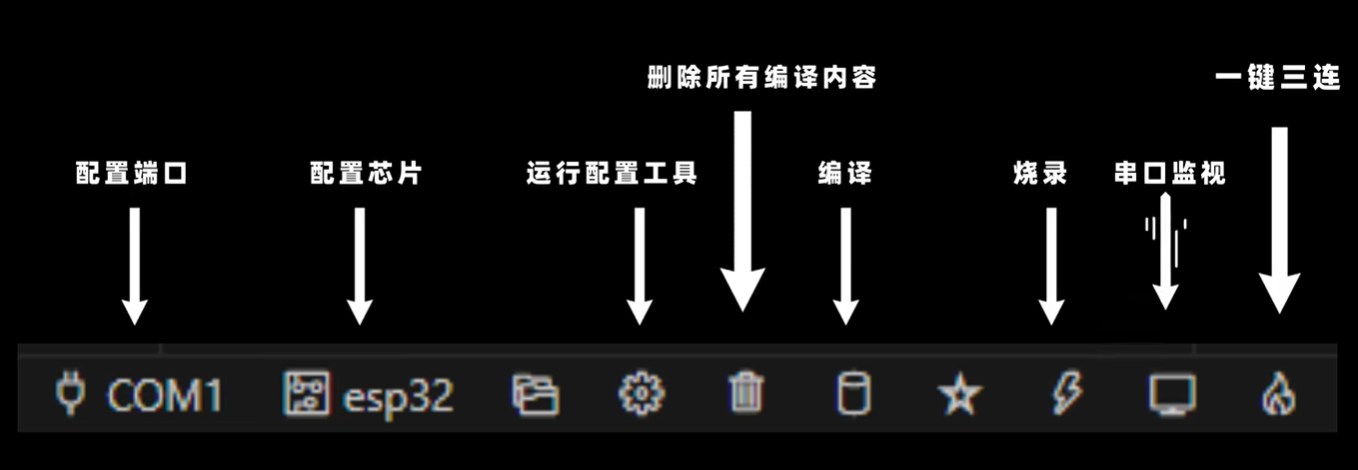 删除所有编译内容
一键三连
配置端口
配置芯片
运行配置工具
编译
烧录
串口监视
COM1
esp32